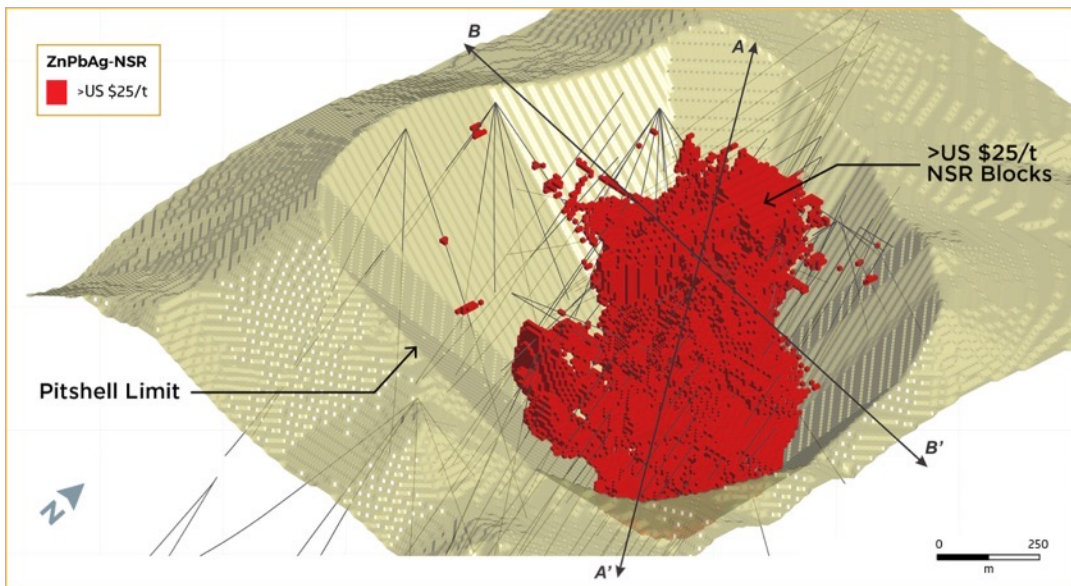 ZnPbAg-NSR
>US $25/t
B
A
>US $25/t
NSR Blocks
Pitshell Limit
B'
N
A'
0 250
m